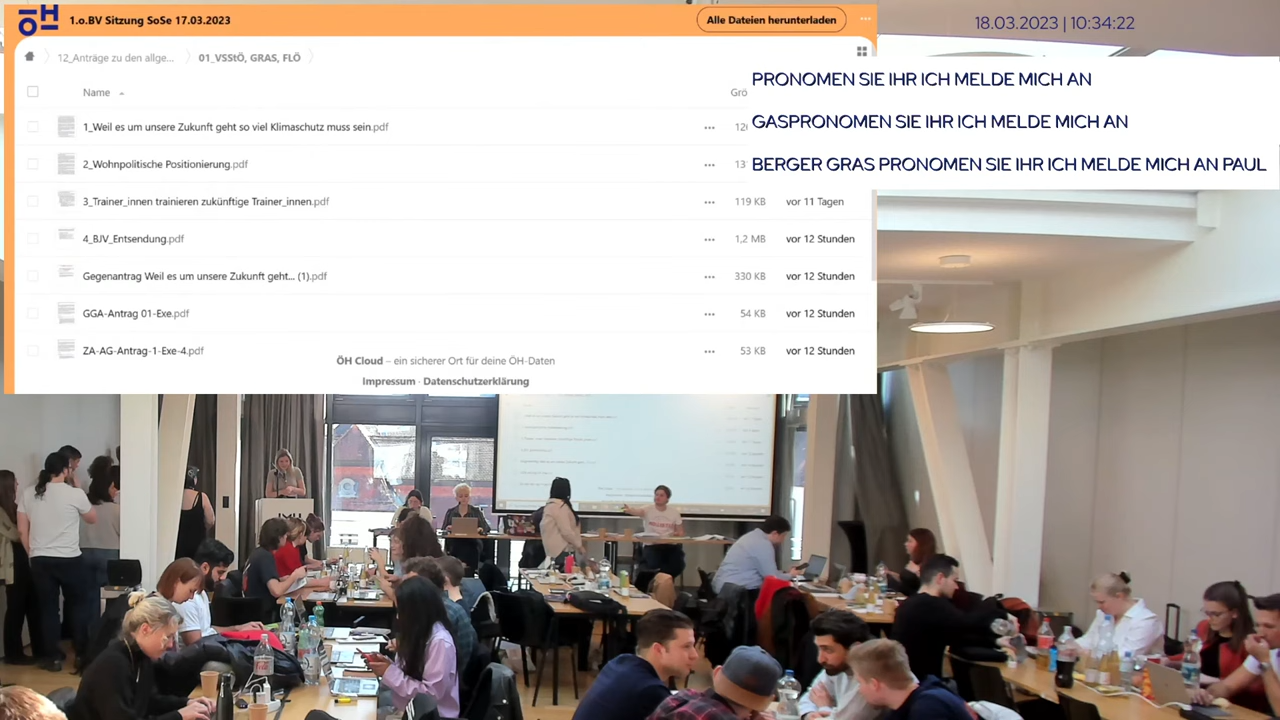 ÖH
1.o.BV Sitzung SoSe 17.03.2023
Alle Dateien herunterladen
18.03.2023 | 10:34:22
12_Anträge zu den allge...
01_VSStÖ, GRAS, FLÖ
Name
Grö
1_Weil es um unsere Zukunft geht so viel Klimaschutz muss sein.pdf
2_Wohnpolitische Positionierung.pdf
3_Trainer_innen trainieren zukünftige Trainer_innen.pdf 119 KB vor 11 Tagen
4_BJV_Entsendung.pdf 1,2 MB vor 12 Stunden
Gegenantrag Weil es um unsere Zukunft geht... (1).pdf 330 KB vor 12 Stunden
GGA-Antrag 01-Exe.pdf 54 KB vor 12 Stunden
ZA-AG-Antrag-1-Exe-4.pdf 53 KB vor 12 Stunden
ÖH Cloud – ein sicherer Ort für deine ÖH-Daten
Impressum · Datenschutzerklärung
PRONOMEN SIE IHR ICH MELDE MICH AN
GASPRONOMEN SIE IHR ICH MELDE MICH AN
BERGER GRAS PRONOMEN SIE IHR ICH MELDE MICH AN PAUL